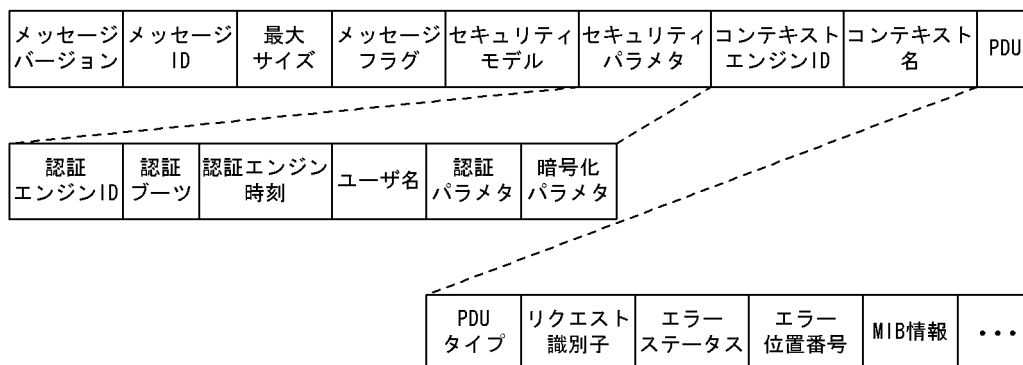 メッセージ
バージョン
メッセージ
ID
最大
サイズ
メッセージ
フラグ
セキュリティ
モデル
セキュリティ
パラメタ
コンテキスト
エンジンID
コンテキスト
名
PDU
認証
エンジンID
認証
ブーツ
認証エンジン
時刻
ユーザ名
認証
パラメタ
暗号化
パラメタ
PDU
タイプ
リクエスト
識別子
エラー
ステータス
エラー
位置番号
MIB情報
・・・